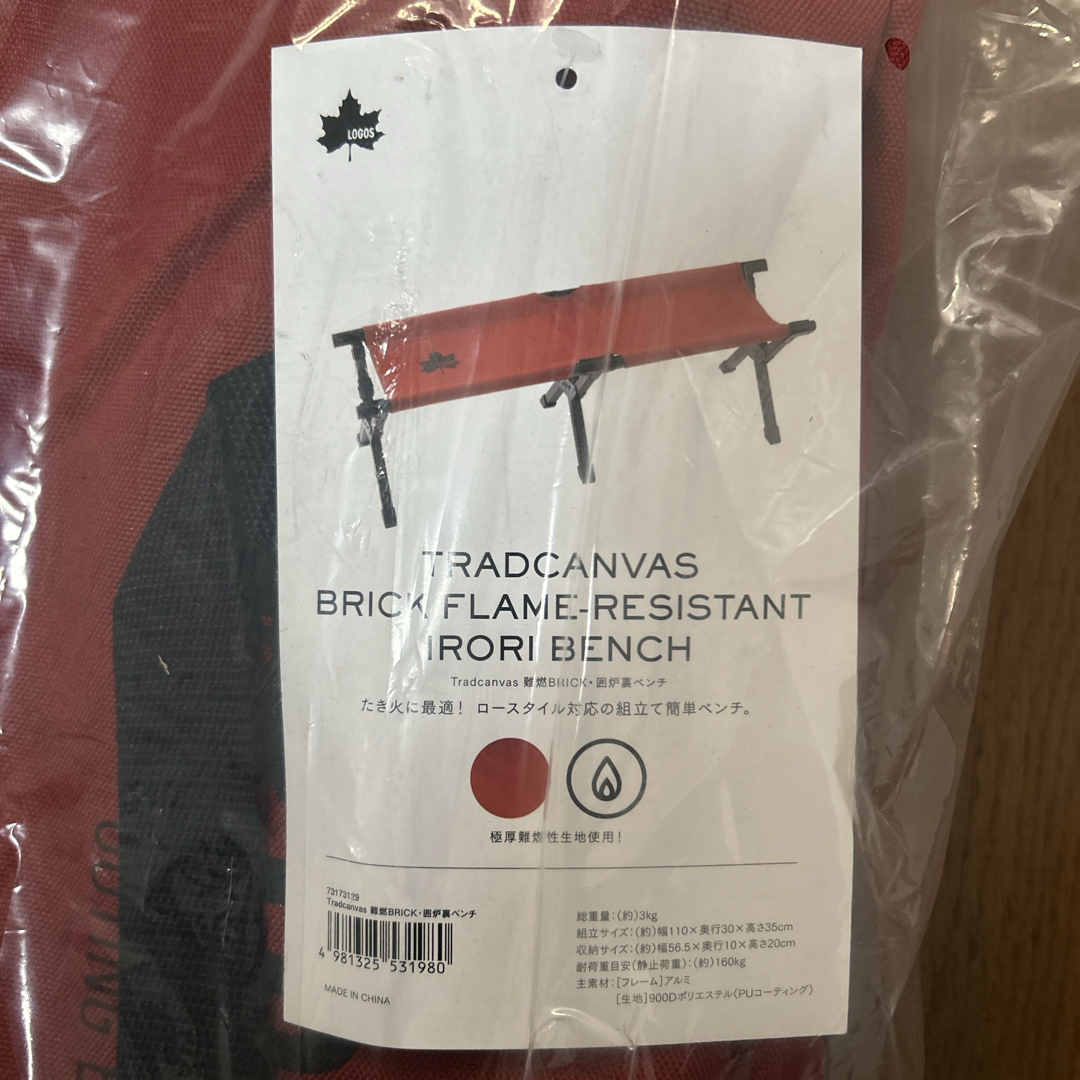 LOGOS
TRADCANVAS
BRICK FLAME-RESISTANT
IRORI BENCH
Tradcanvas 難燃BRICK・囲炉裏ベンチ
たき火に最適！ ロースタイル対応の組立て簡単ベンチ。
極厚難燃性生地使用！
73173129
Tradcanvas 難燃BRICK・囲炉裏ベンチ
4 981325 531980
MADE IN CHINA
総重量：(約)3kg
組立サイズ：(約)幅110×奥行30×高さ35cm
収納サイズ：(約)幅56.5×奥行10×高さ20cm
耐荷重目安(静止荷重)：(約)160kg
主素材：[フレーム]アルミ
[生地]900Dポリエステル(PUコーティング)
OUTING